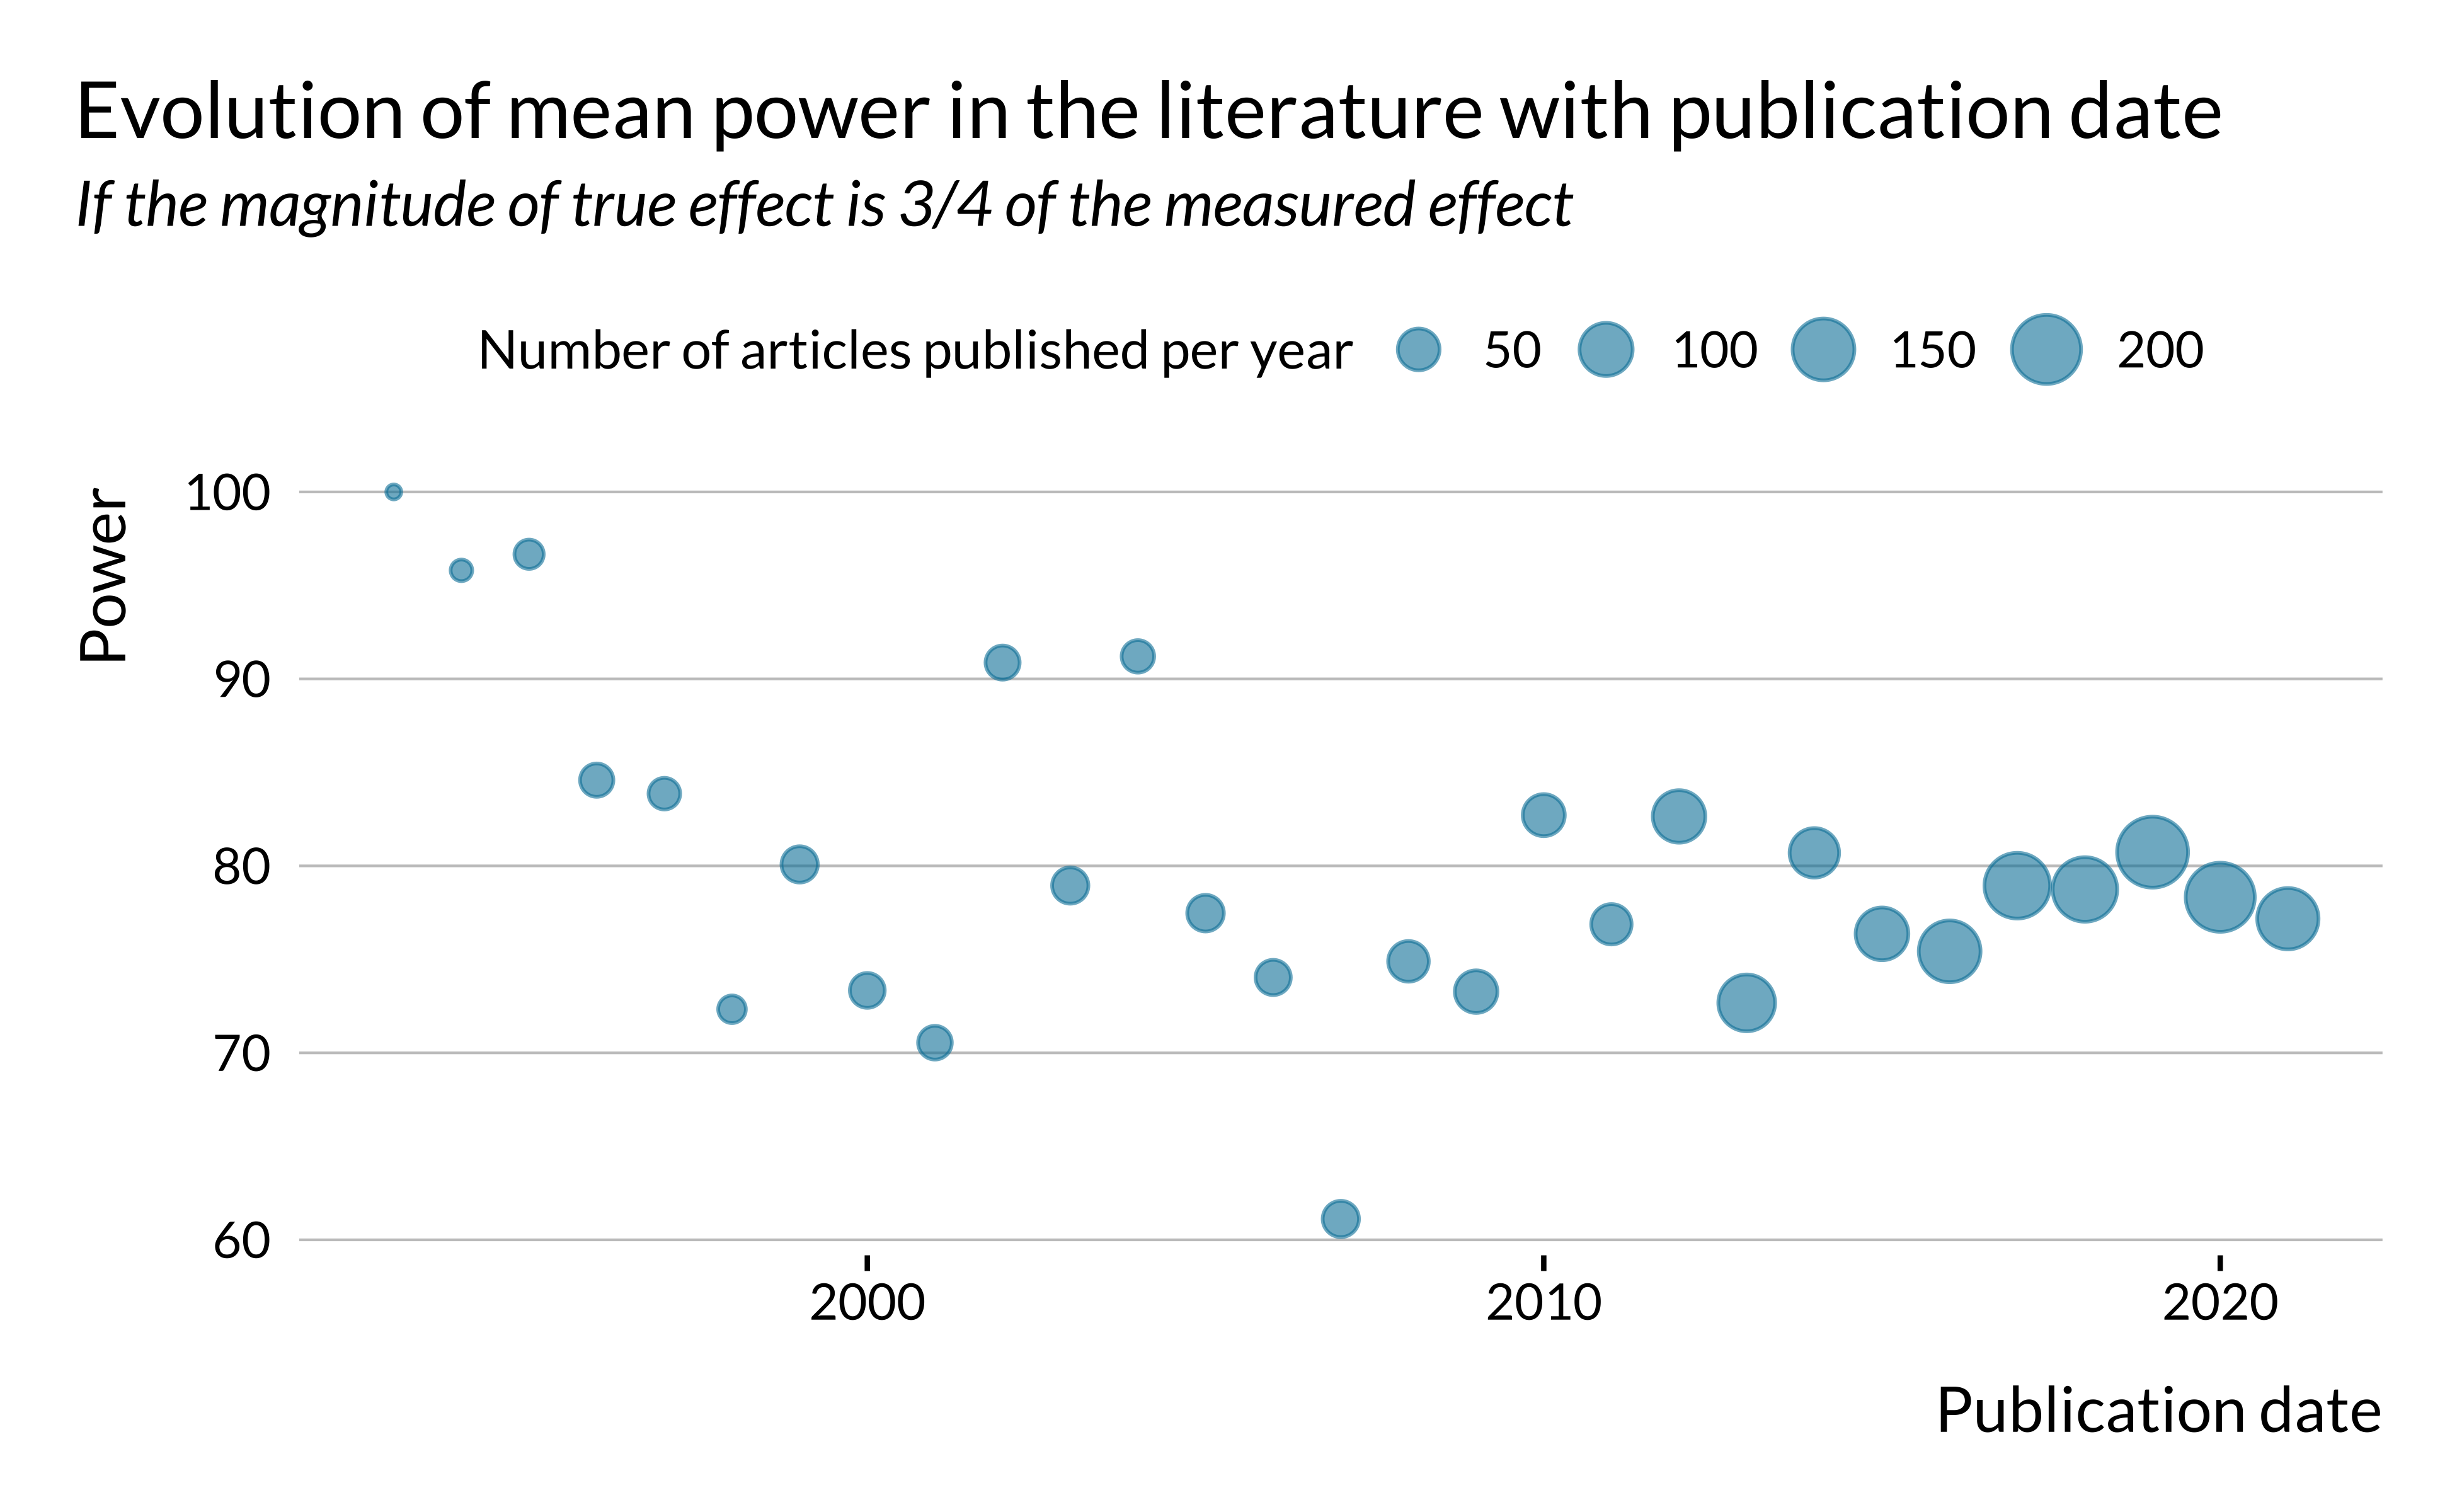 Evolution of mean power in the literature with publication date
If the magnitude of true effect is 3/4 of the measured effect
Number of articles published per year 50 100 150 200
Power
100
90
80
70
60
2000 2010 2020
Publication date